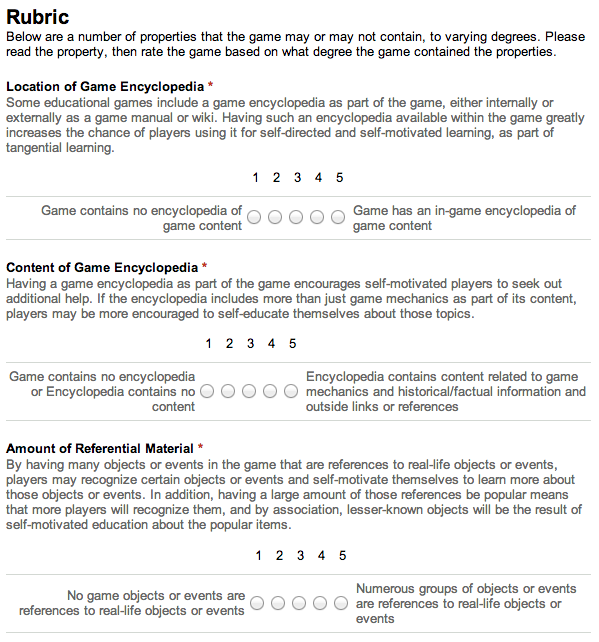 Rubric
Below are a number of properties that the game may or may not contain, to varying degrees. Please
read the property, then rate the game based on what degree the game contained the properties.
Location of Game Encyclopedia *
Some educational games include a game encyclopedia as part of the game, either internally or
externally as a game manual or wiki. Having such an encyclopedia available within the game greatly
increases the chance of players using it for self-directed and self-motivated learning, as part of
tangential learning.
1 2 3 4 5
Game contains no encyclopedia of
game content
Game has an in-game encyclopedia of
game content
Content of Game Encyclopedia *
Having a game encyclopedia as part of the game encourages self-motivated players to seek out
additional help. If the encyclopedia includes more than just game mechanics as part of its content,
players may be more encouraged to self-educate themselves about those topics.
1 2 3 4 5
Game contains no encyclopedia
or Encyclopedia contains no
content
Encyclopedia contains content related to game
mechanics and historical/factual information and
outside links or references
Amount of Referential Material *
By having many objects or events in the game that are references to real-life objects or events,
players may recognize certain objects or events and self-motivate themselves to learn more about
those objects or events. In addition, having a large amount of those references be popular means
that more players will recognize them, and by association, lesser-known objects will be the result of
self-motivated education about the popular items.
1 2 3 4 5
No game objects or events are
references to real-life objects or events
Numerous groups of objects or events
are references to real-life objects or
events